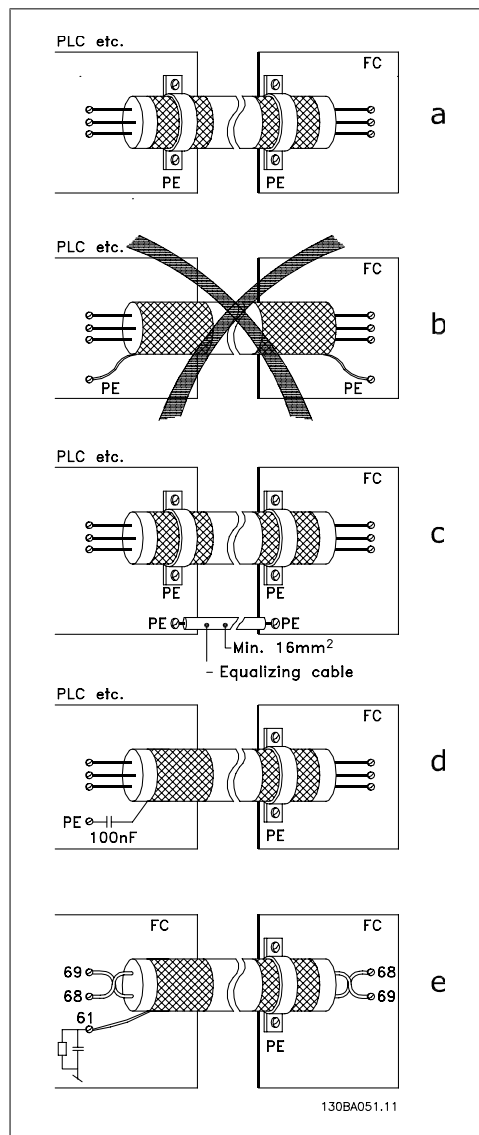 PLC etc.
FC
a
PE
PE
PLC etc.
FC
b
PE
PE
PLC etc.
FC
c
PE
PE
PE
PE
Min. 16mm²
Equalizing cable
PLC etc.
FC
d
PE
100nF
PE
FC
FC
e
69
68
61
68
69
PE
130BA051.11